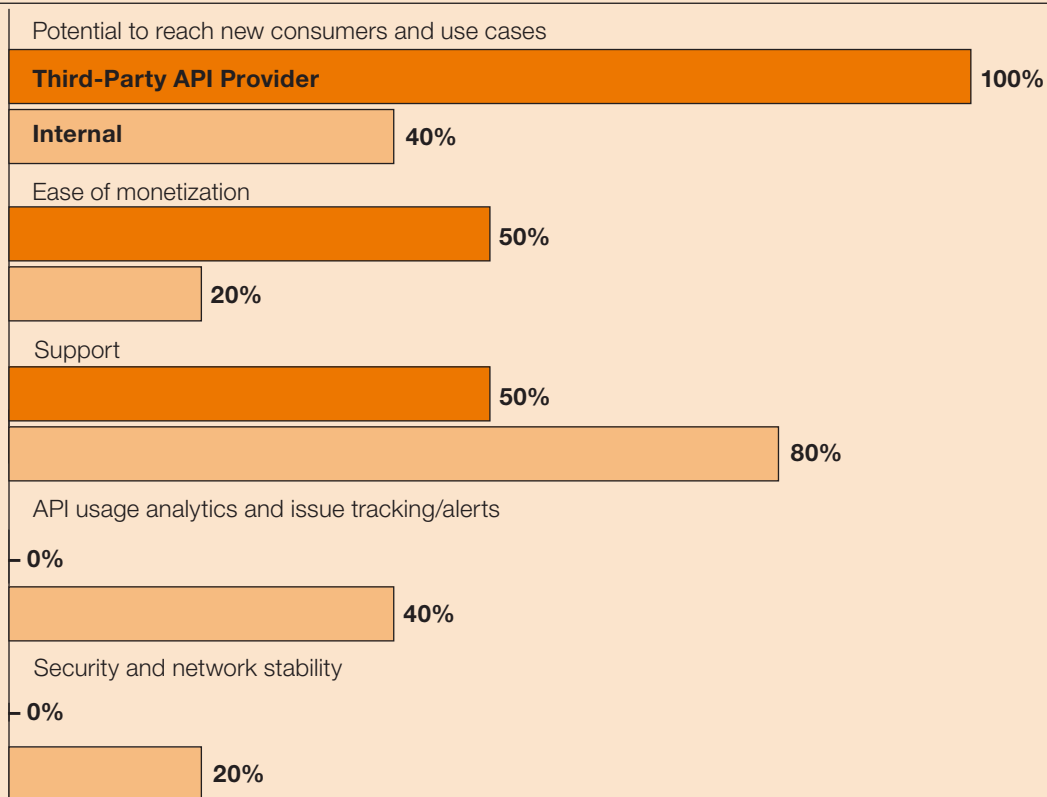 Potential to reach new consumers and use cases
Third-Party API Provider
100%
Internal
40%
Ease of monetization
50%
20%
Support
50%
80%
API usage analytics and issue tracking/alerts
0%
40%
Security and network stability
0%
20%